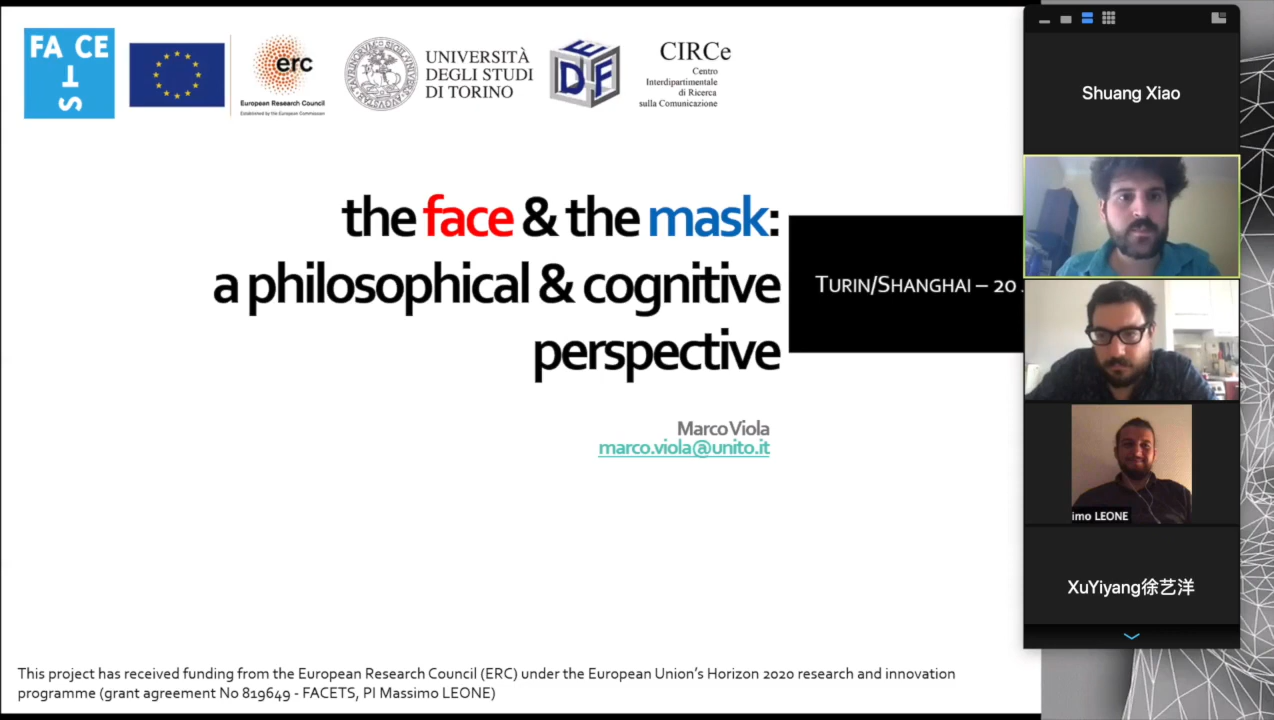 FA CE
T
S
erc
European Research Council
Established by the European Commission
UNIVERSITÀ
DEGLI STUDI
DI TORINO
DEF
CIRCe
Centro
Interdipartimentale
di Ricerca
sulla Comunicazione
the face & the mask:
a philosophical & cognitive
perspective
TURIN/SHANGHAI – 20
Marco Viola
marco.viola@unito.it
This project has received funding from the European Research Council (ERC) under the European Union's Horizon 2020 research and innovation
programme (grant agreement No 819649 - FACETS, PI Massimo LEONE)
Shuang Xiao
imo LEONE
XuYiyang徐艺洋